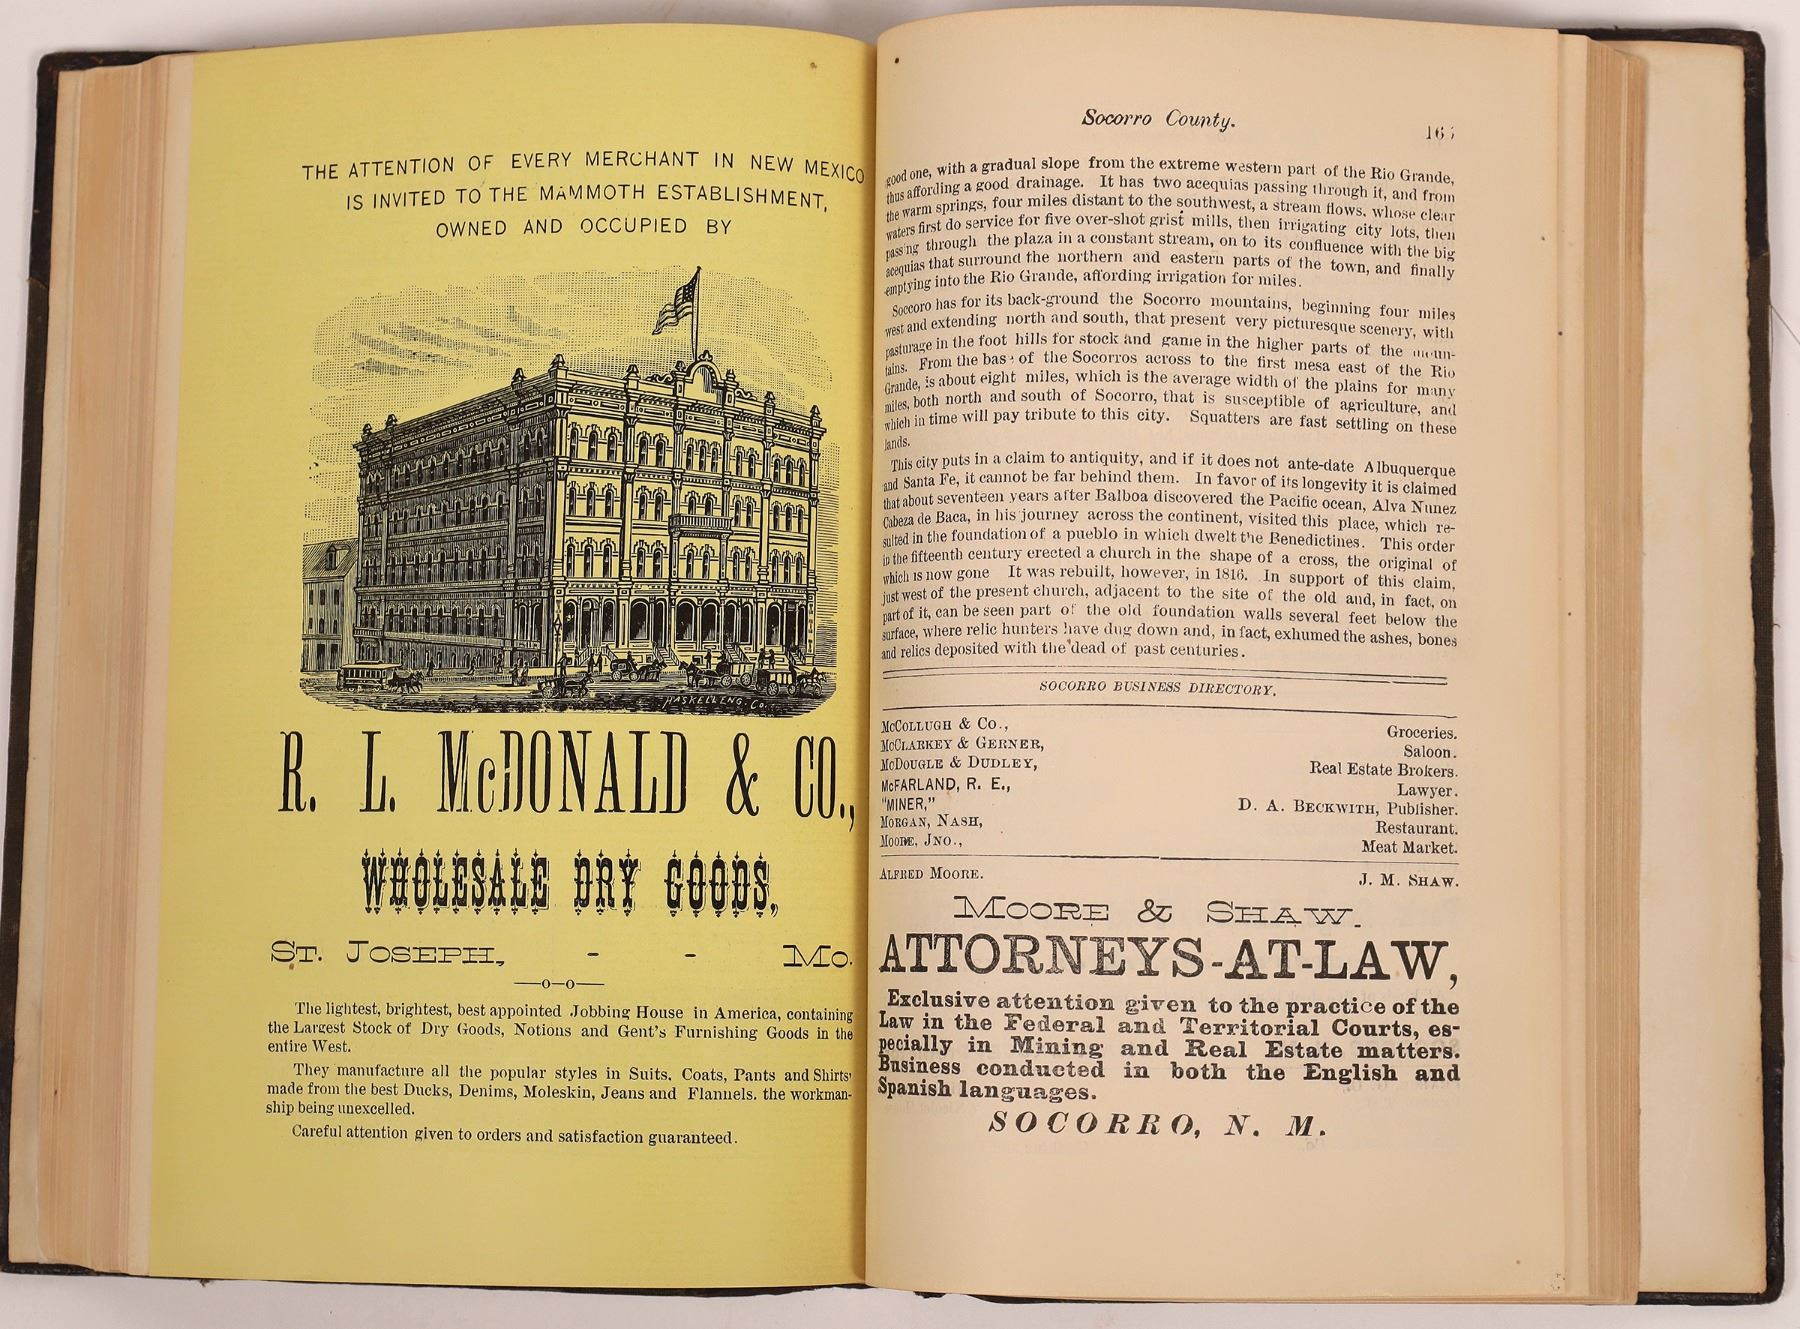 THE ATTENTION OF EVERY MERCHANT IN NEW MEXICO
IS INVITED TO THE MAMMOTH ESTABLISHMENT,
OWNED AND OCCUPIED BY
HASKELL ENG. Co.
R. L. McDONALD & CO.,
WHOLESALE DRY GOODS,
ST. JOSEPH, - - MO.
—o—o—
The lightest, brightest, best appointed Jobbing House in America, containing
the Largest Stock of Dry Goods, Notions and Gent's Furnishing Goods in the
entire West.
They manufacture all the popular styles in Suits, Coats, Pants and Shirts
made from the best Ducks, Denims, Moleskin, Jeans and Flannels. the workman-
ship being unexcelled.
Careful attention given to orders and satisfaction guaranteed.
Socorro County.
good one, with a gradual slope from the extreme western part of the Rio Grande,
thus affording a good drainage. It has two acequias passing through it, and from
the warm springs, four miles distant to the southwest, a stream flows, whose clear
waters first do service for five over-shot grist mills, then irrigating city lots, then
passing through the plaza in a constant stream, on to its confluence with the big
acequias that surround the northern and eastern parts of the town, and finally
emptying into the Rio Grande, affording irrigation for miles.
Soccoro has for its back-ground the Socorro mountains, beginning four miles
west and extending north and south, that present very picturesque scenery, with
pasturage in the foot hills for stock and game in the higher parts of the moun-
tains. From the base of the Socorros across to the first mesa east of the Rio
Grande, is about eight miles, which is the average width of the plains for many
miles, both north and south of Socorro, that is susceptible of agriculture, and
which in time will pay tribute to this city. Squatters are fast settling on these
lands.
This city puts in a claim to antiquity, and if it does not ante-date Albuquerque
and Santa Fe, it cannot be far behind them. In favor of its longevity it is claimed
that about seventeen years after Balboa discovered the Pacific ocean, Alva Nunez
Cabeza de Baca, in his journey across the continent, visited this place, which re-
sulted in the foundation of a pueblo in which dwelt the Benedictines. This order
in the fifteenth century erected a church in the shape of a cross, the original of
which is now gone It was rebuilt, however, in 1816. In support of this claim,
just west of the present church, adjacent to the site of the old and, in fact, on
part of it, can be seen part of the old foundation walls several feet below the
surface, where relic hunters have dug down and, in fact, exhumed the ashes, bones
and relics deposited with the dead of past centuries.
SOCORRO BUSINESS DIRECTORY.
McCOLLUGH & CO., Groceries.
McCLARKEY & GERNER, Saloon.
McDOUGLE & DUDLEY, Real Estate Brokers.
McFARLAND, R. E., Lawyer.
"MINER," D. A. BECKWITH, Publisher.
MORGAN, NASH, Restaurant.
MOORE, JNO., Meat Market.
ALFRED MOORE. J. M. SHAW.
MOORE & SHAW.
ATTORNEYS-AT-LAW,
Exclusive attention given to the practice of the
Law in the Federal and Territorial Courts, es-
pecially in Mining and Real Estate matters.
Business conducted in both the English and
Spanish languages.
SOCORRO, N. M.